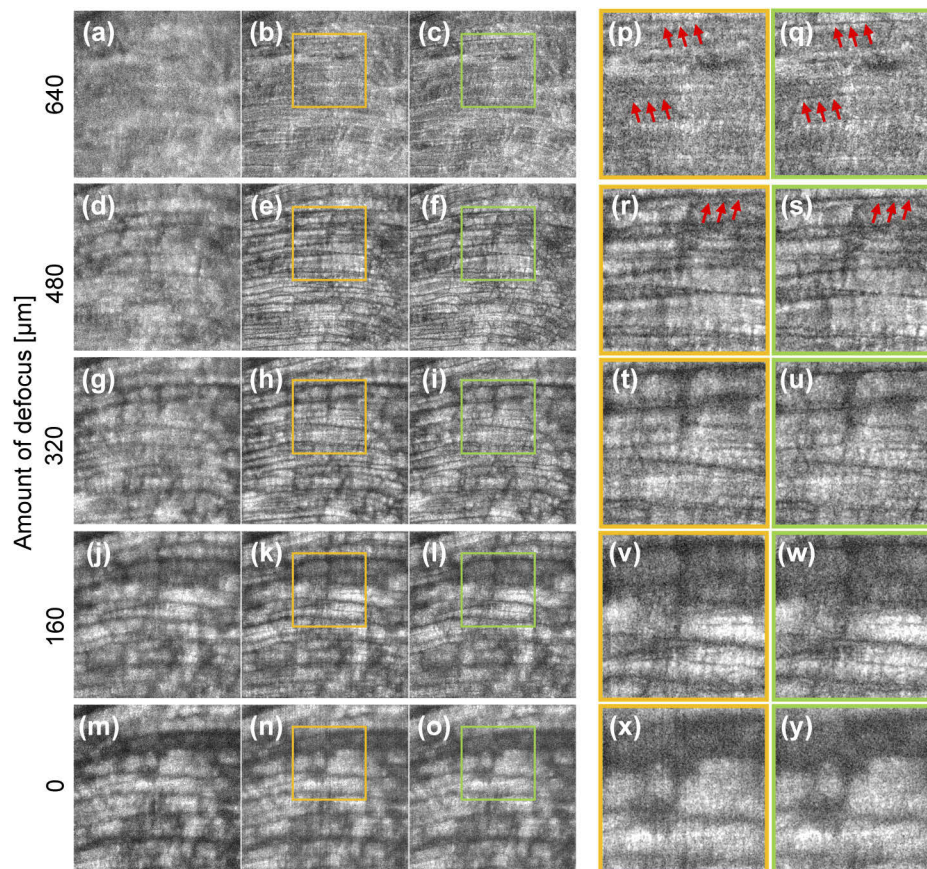 Amount of defocus [µm]
640
(a) (b) (c) (p) (q)
480
(d) (e) (f) (r) (s)
320
(g) (h) (i) (t) (u)
160
(j) (k) (l) (v) (w)
0
(m) (n) (o) (x) (y)